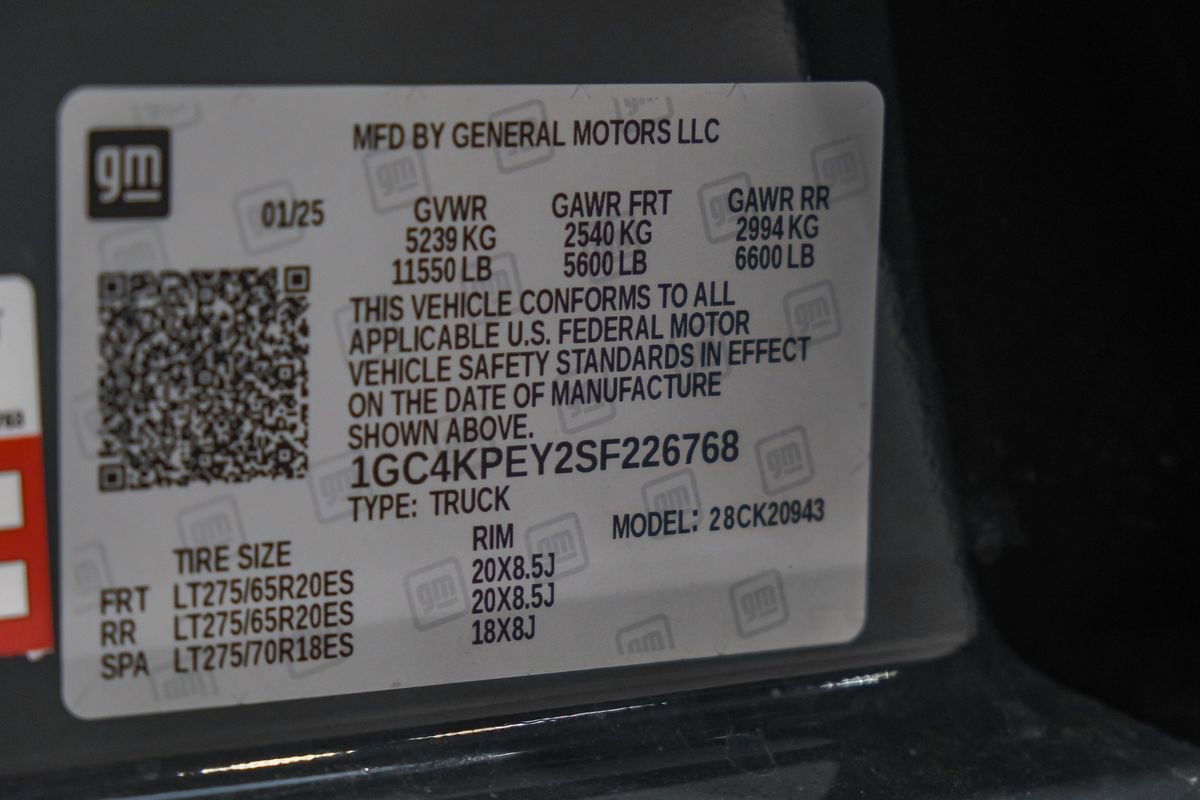 gm
MFD BY GENERAL MOTORS LLC
01/25 GVWR GAWR FRT GAWR RR
5239 KG 2540 KG 2994 KG
11550 LB 5600 LB 6600 LB
THIS VEHICLE CONFORMS TO ALL
APPLICABLE U.S. FEDERAL MOTOR
VEHICLE SAFETY STANDARDS IN EFFECT
ON THE DATE OF MANUFACTURE
SHOWN ABOVE.
1GC4KPEY2SF226768
TYPE: TRUCK
MODEL: 28CK20943
TIRE SIZE RIM
FRT LT275/65R20ES 20X8.5J
RR LT275/65R20ES 20X8.5J
SPA LT275/70R18ES 18X8J